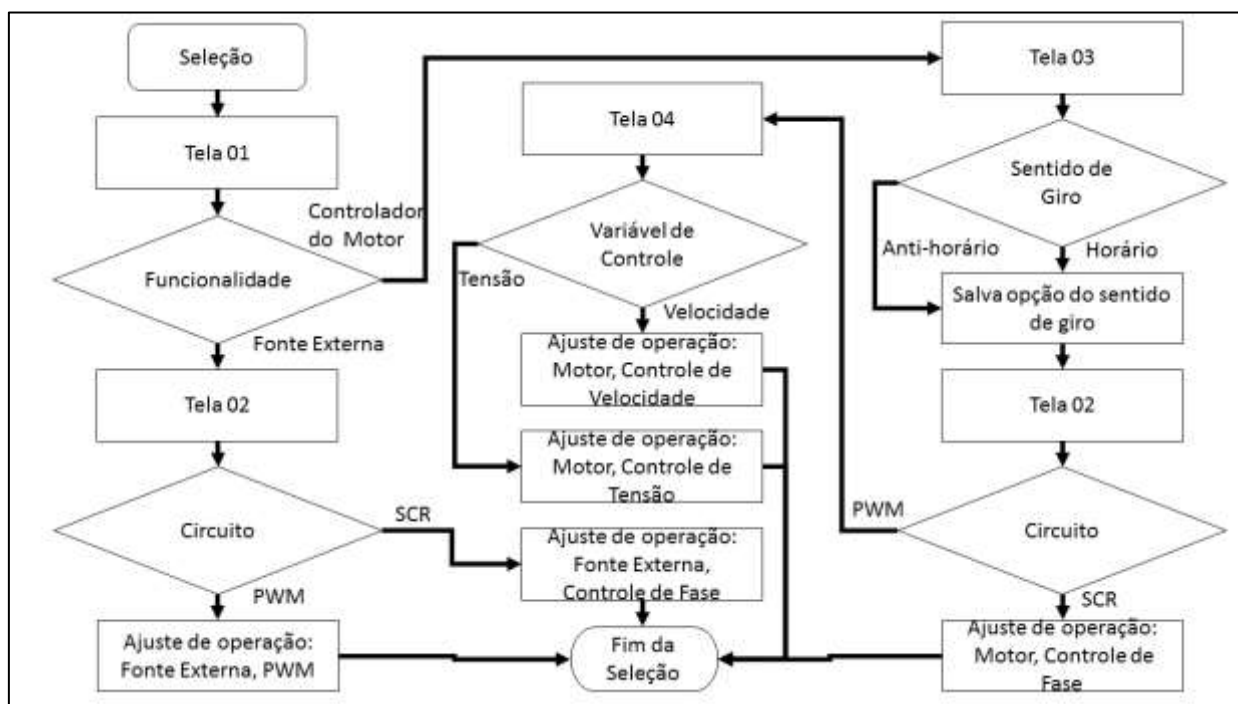 Seleção
Tela 01
Controlador
do Motor
Funcionalidade
Fonte Externa
Tela 02
Circuito
SCR
PWM
Ajuste de operação:
Fonte Externa, PWM
Tela 04
Variável de
Controle
Tensão
Velocidade
Ajuste de operação:
Motor, Controle de
Velocidade
Ajuste de operação:
Motor, Controle de
Tensão
Ajuste de operação:
Fonte Externa,
Controle de Fase
Fim da
Seleção
Tela 03
Sentido de
Giro
Anti-horário
Horário
Salva opção do sentido
de giro
Tela 02
PWM
Circuito
SCR
Ajuste de operação:
Motor, Controle de
Fase